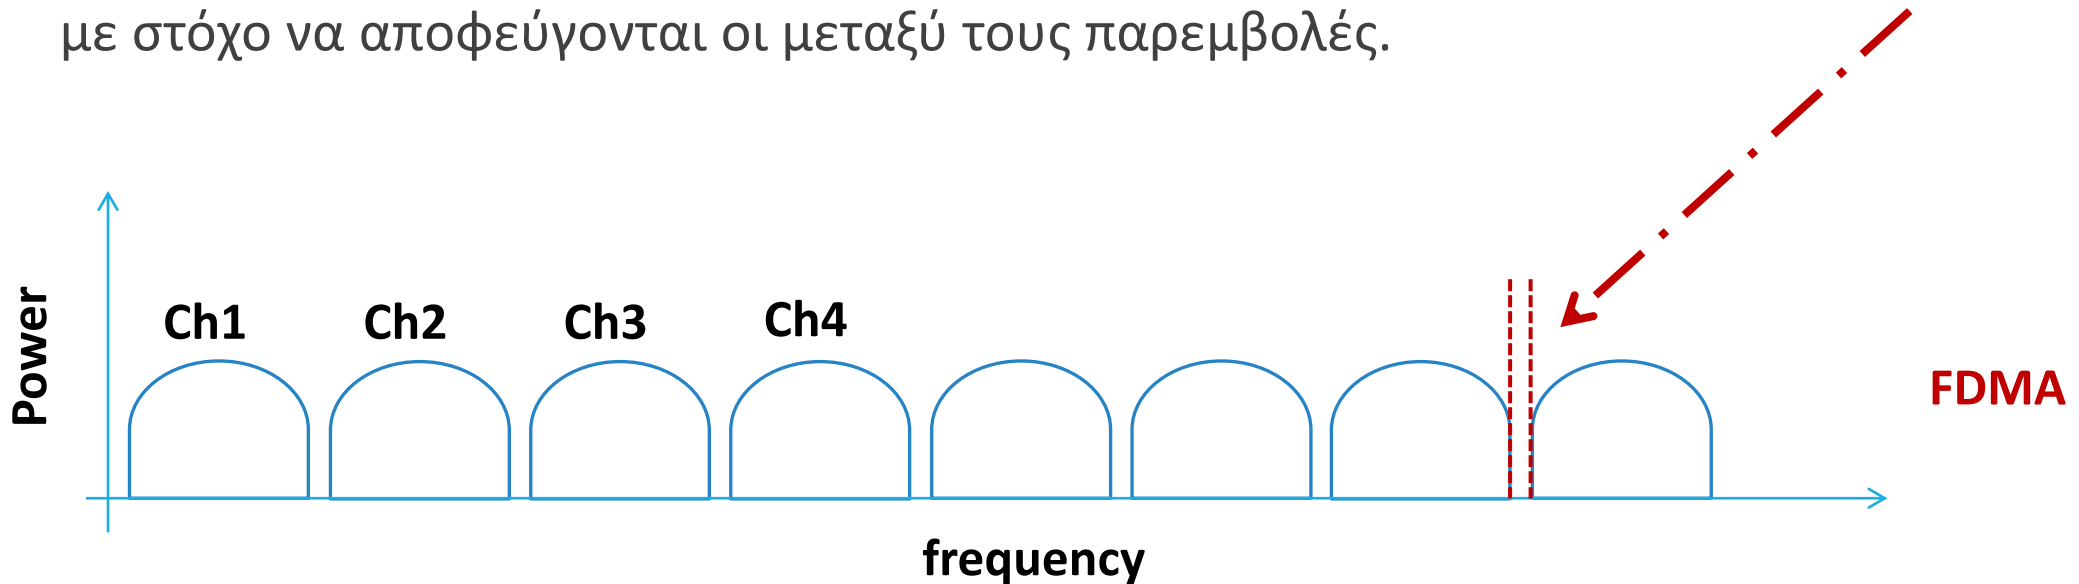 με στόχο να αποφεύγονται οι μεταξύ τους παρεμβολές.
Ch1 Ch2 Ch3 Ch4
Power
FDMA
frequency